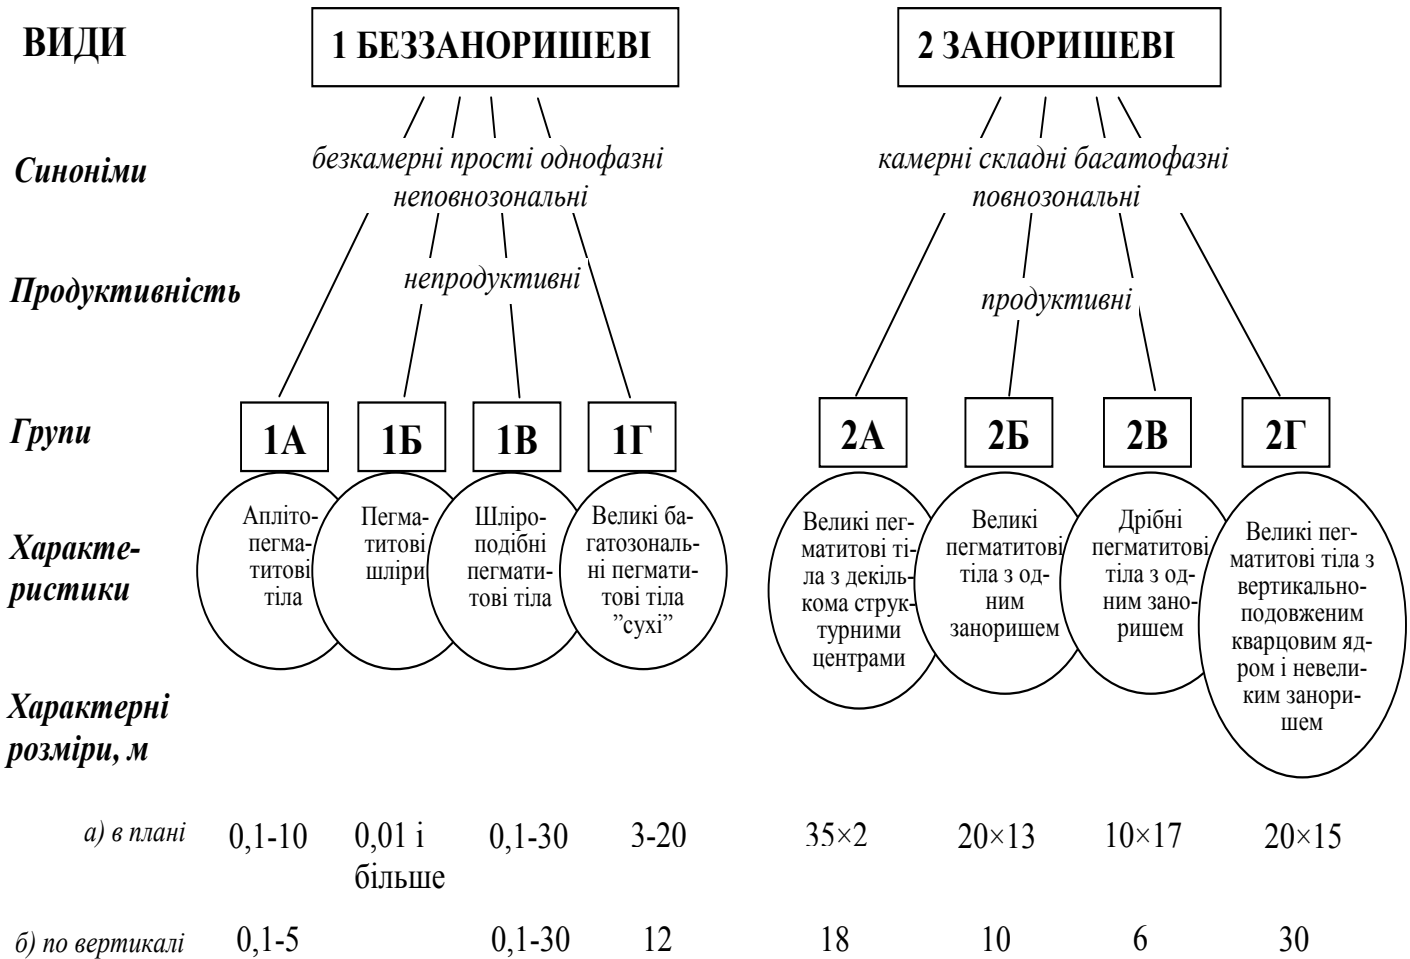 ВИДИ
1 БЕЗЗАНОРИШЕВІ
2 ЗАНОРИШЕВІ
Синоніми
безкамерні прості однофазні
неповнозональні
камерні складні багатофазні
повнозональні
Продуктивність
непродуктивні
продуктивні
Групи
1А
1Б
1В
1Г
2А
2Б
2В
2Г
Характе-
ристики
Апліто-
пегма-
титові
тіла
Пегма-
титові
шліри
Шліро-
подібні
пегмати-
тові тіла
Великі ба-
гатозональ-
ні пегмати-
тові тіла
”сухі”
Великі пег-
матитові ті-
ла з декіль-
кома струк-
турними
центрами
Великі
пегматитові
тіла з од-
ним
заноришем
Дрібні
пегматитові
тіла з од-
ним зано-
ришем
Великі пег-
матитові тіла з
вертикально-
подовженим
кварцовим яд-
ром і невели-
ким занори-
шем
Характерні
розміри, м
а) в плані
0,1-10
0,01 і
більше
0,1-30
3-20
35×2
20×13
10×17
20×15
б) по вертикалі
0,1-5
0,1-30
12
18
10
6
30